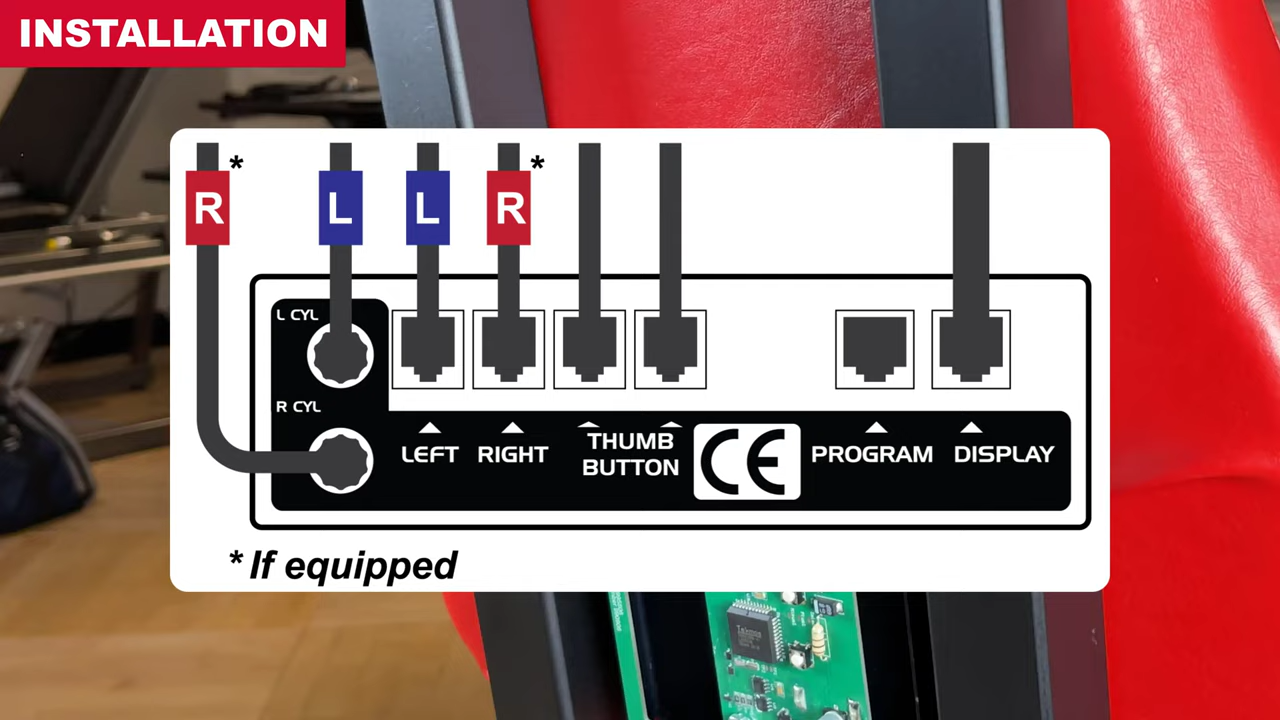 INSTALLATION
R*
L
L
R*
L CYL
R CYL
LEFT
RIGHT
THUMB
BUTTON
CE
PROGRAM
DISPLAY
* If equipped